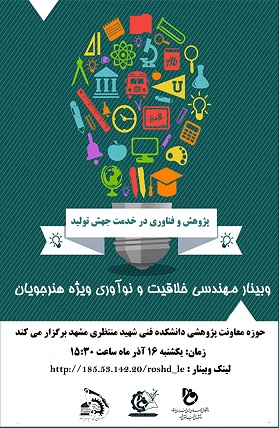 پژوهش و فناوری در خدمت جهش تولید
وبینار مهندسی خلاقیت و نوآوری ویژه هنرجویان
حوزه معاونت پژوهشی دانشکده فنی شهید منتظری مشهد برگزار می کند
زمان: یکشنبه ۱۶ آذر ماه ساعت ۱۵:۳۰
لینک وبینار : http://185.53.142.20/roshd_le